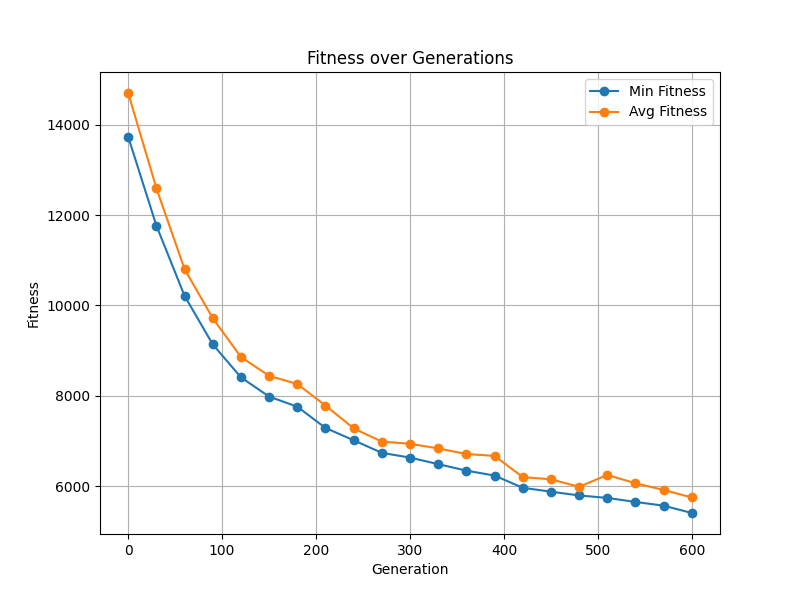 Fitness over Generations
Min Fitness
Avg Fitness
14000
12000
10000
8000
6000
Fitness
0 100 200 300 400 500 600
Generation